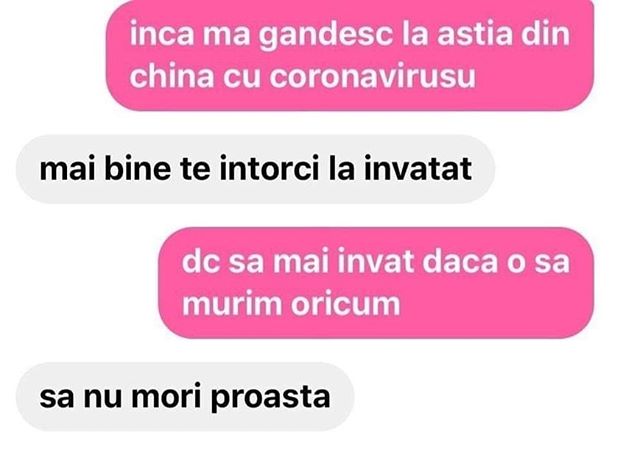 inca ma gandesc la astia din
china cu coronavirusu
mai bine te intorci la invatat
dc sa mai invat daca o sa
murim oricum
sa nu mori proasta